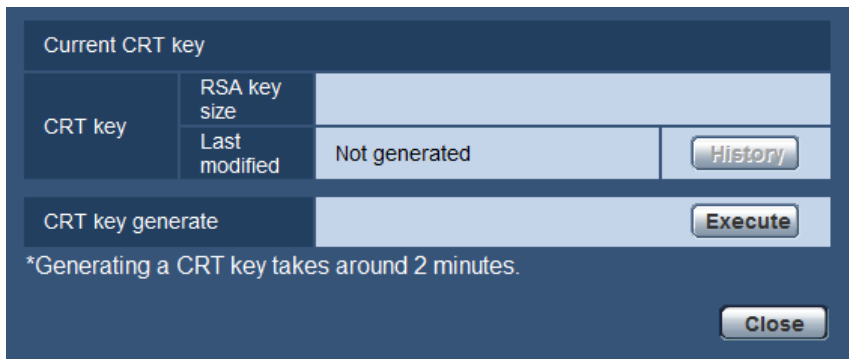 Current CRT key
CRT key
RSA key
size
Last
modified
Not generated
History
CRT key generate
Execute
*Generating a CRT key takes around 2 minutes.
Close